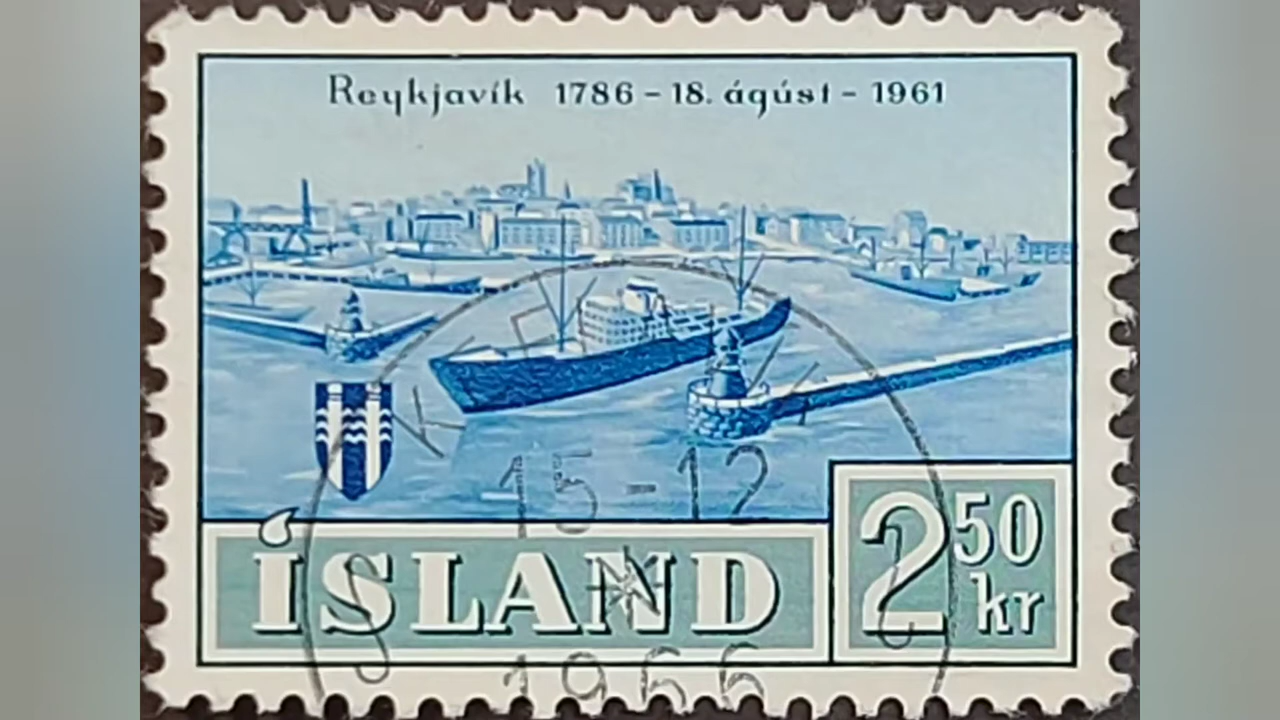 Reykjavík 1786 – 18. ágúst – 1961
15-12
2 50
kr
ÍSLAND
1966